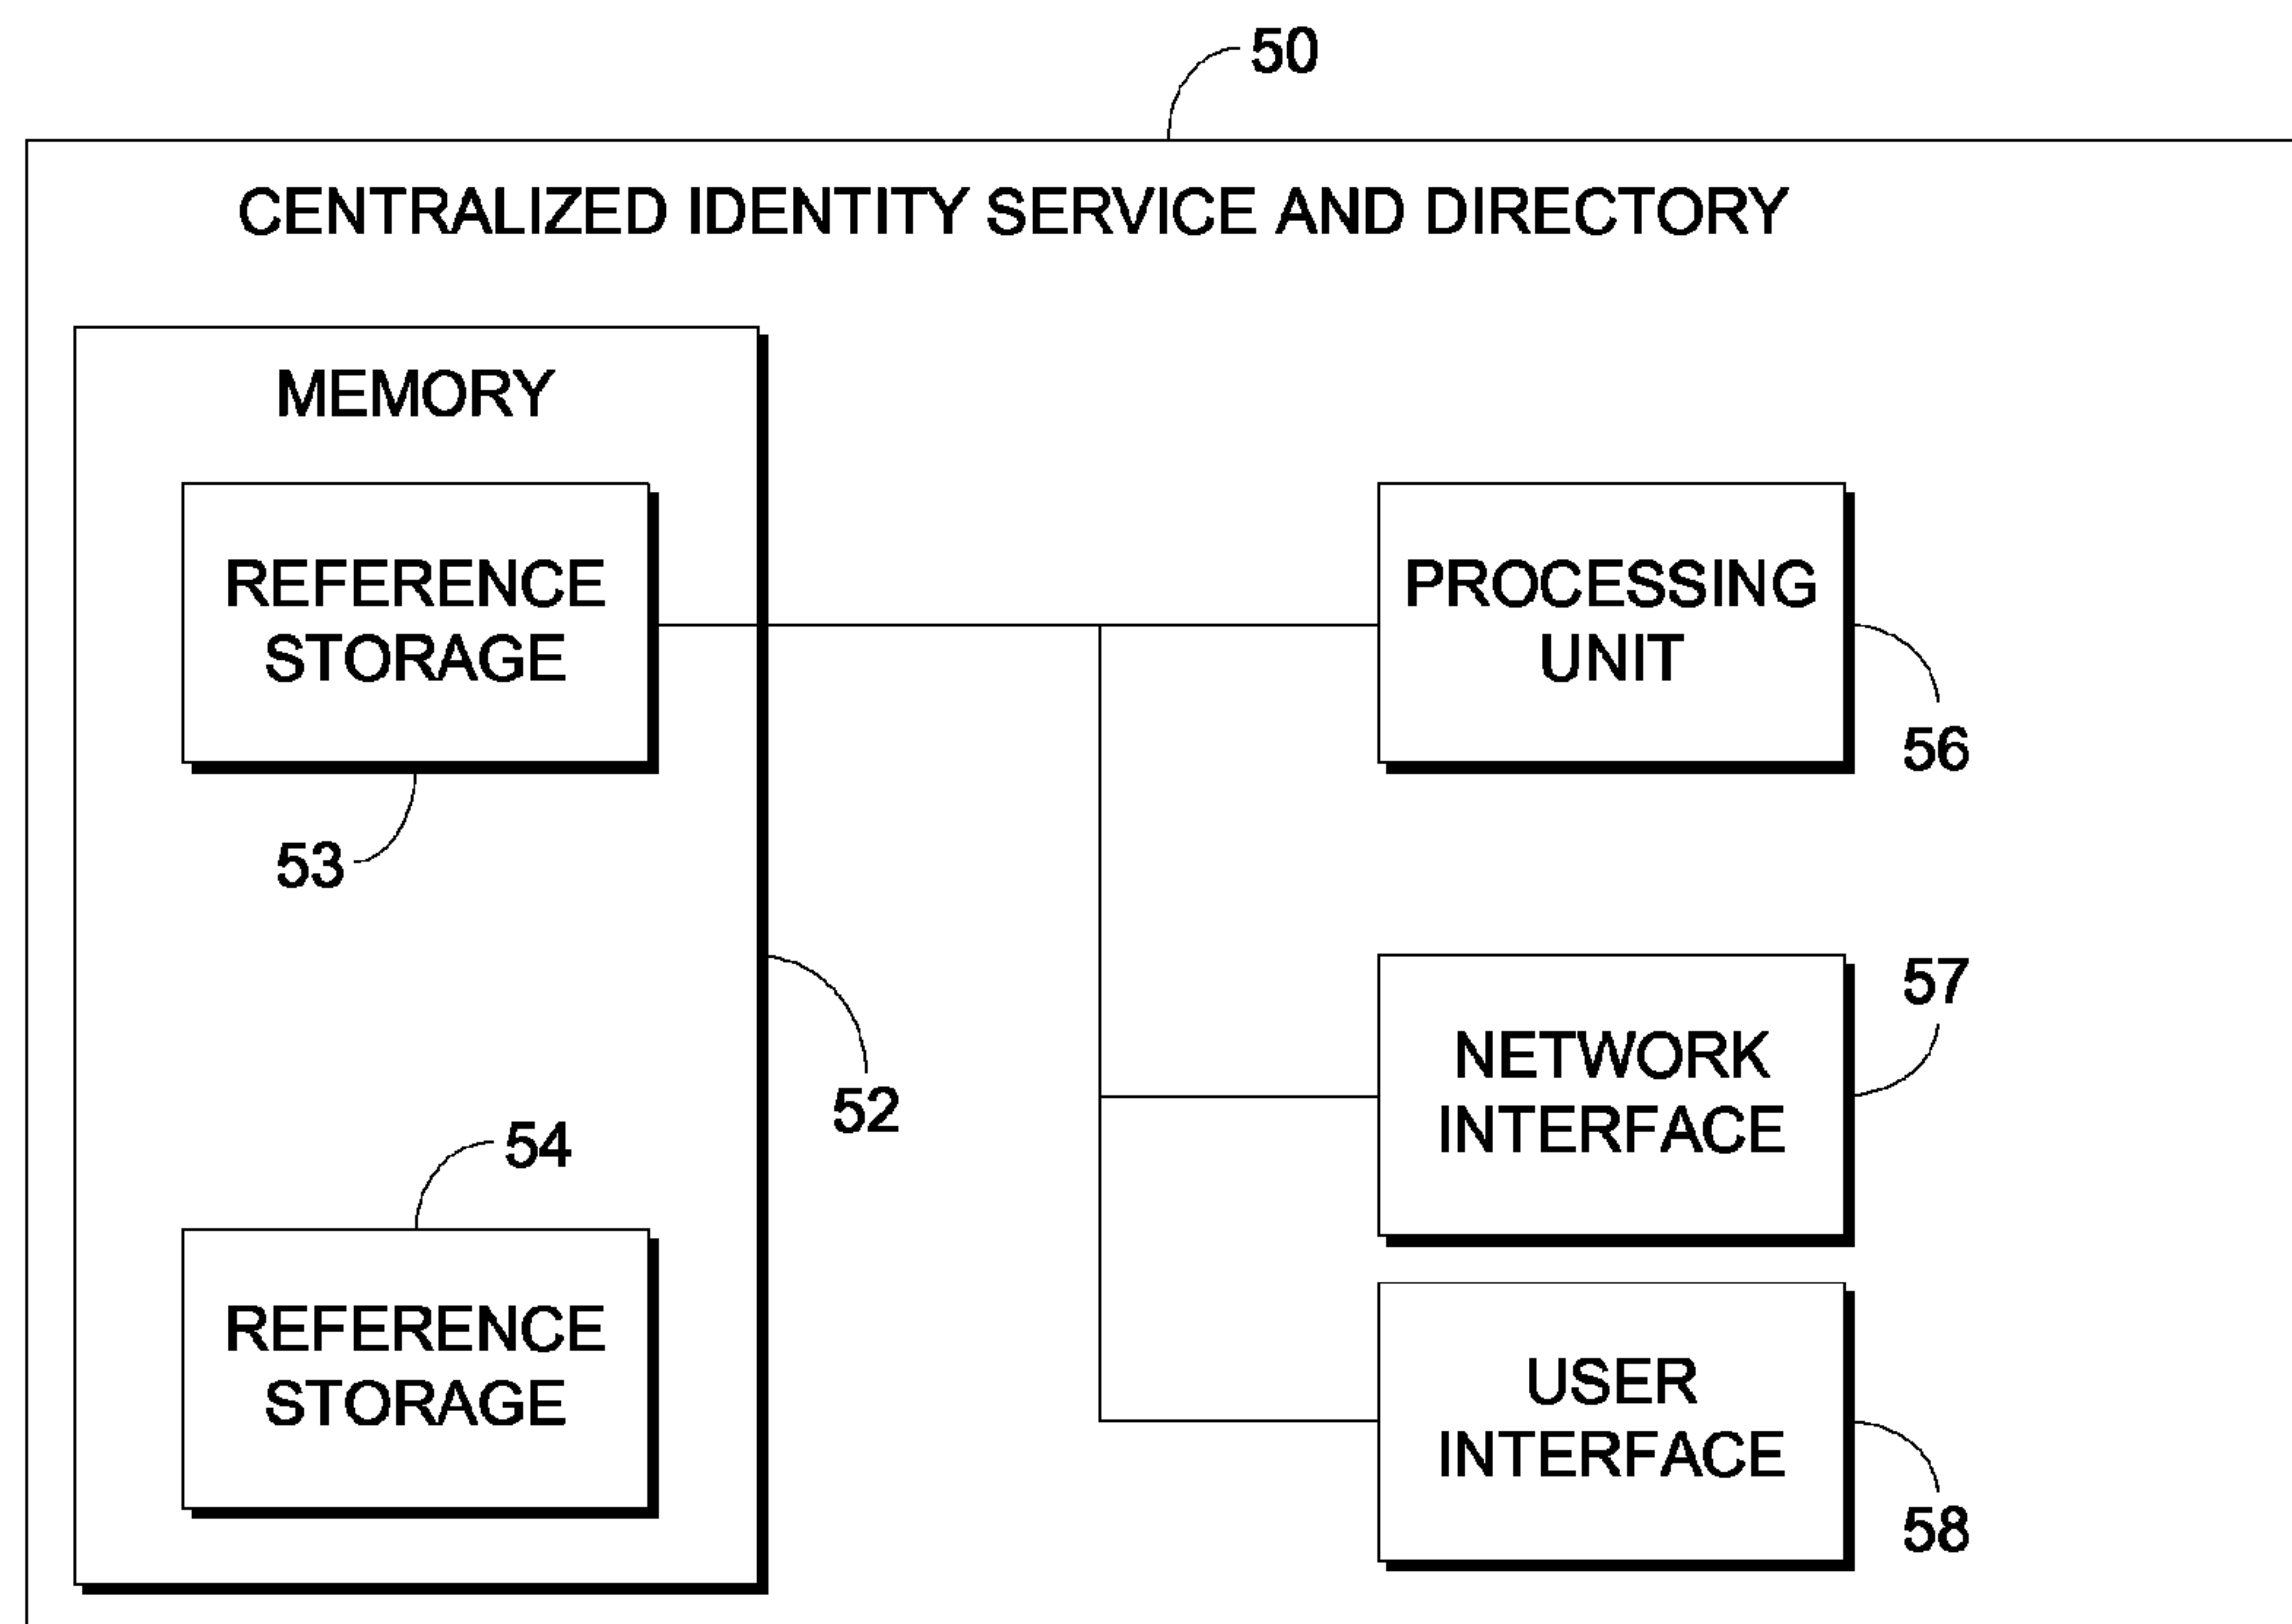 50
CENTRALIZED IDENTITY SERVICE AND DIRECTORY
MEMORY
REFERENCE
STORAGE
53
52
54
REFERENCE
STORAGE
PROCESSING
UNIT
56
57
NETWORK
INTERFACE
USER
INTERFACE
58